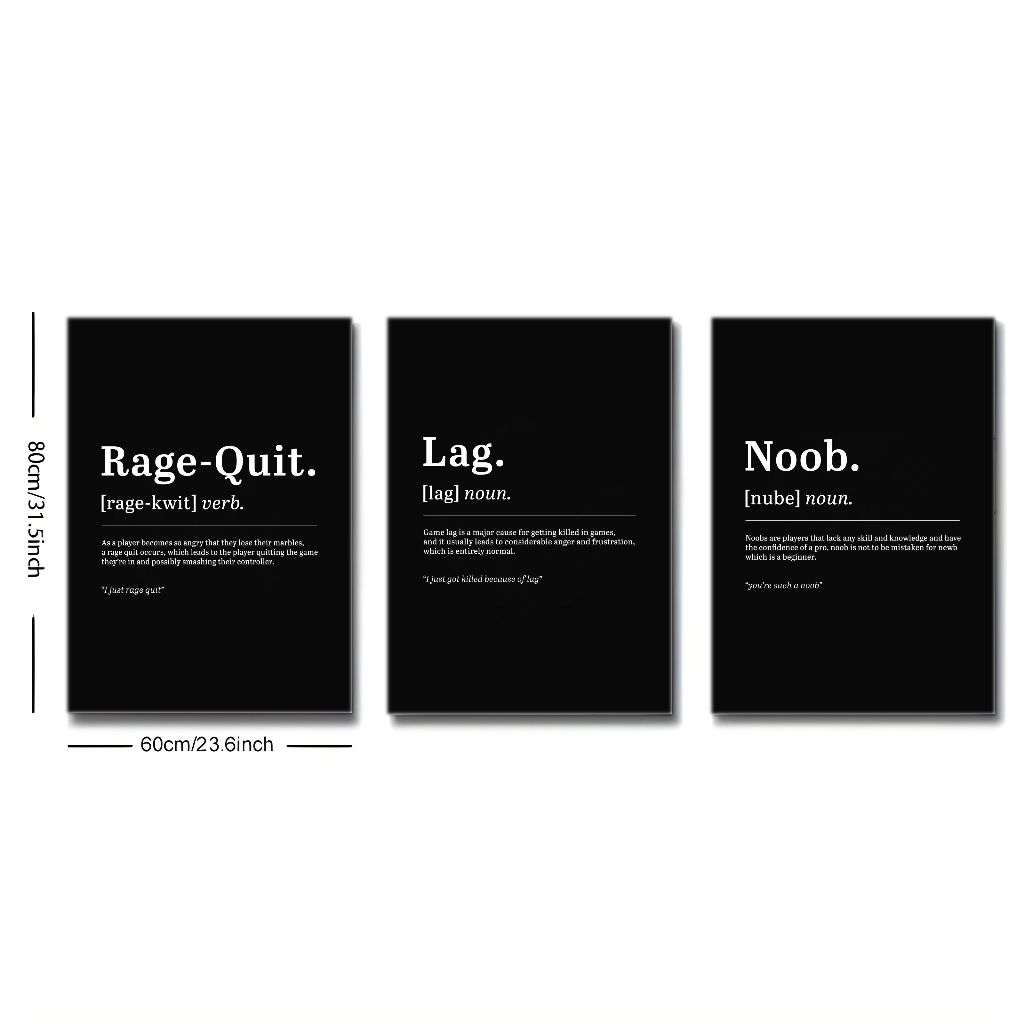 80cm/31.5inch
Rage-Quit.
[rage-kwit] verb.
As a player becomes so angry that they lose their marbles,
a rage quit occurs, which leads to the player quitting the game
they're in and possibly smashing their controller.
"I just rage quit"
60cm/23.6inch
Lag.
[lag] noun.
Game lag is a major cause for getting killed in games,
and it usually leads to considerable anger and frustration,
which is entirely normal.
"I just got killed because of lag"
Noob.
[nube] noun.
Noobs are players that lack any skill and knowledge and have
the confidence of a pro, noob is not to be mistaken for newb
which is a beginner.
"you're such a noob"